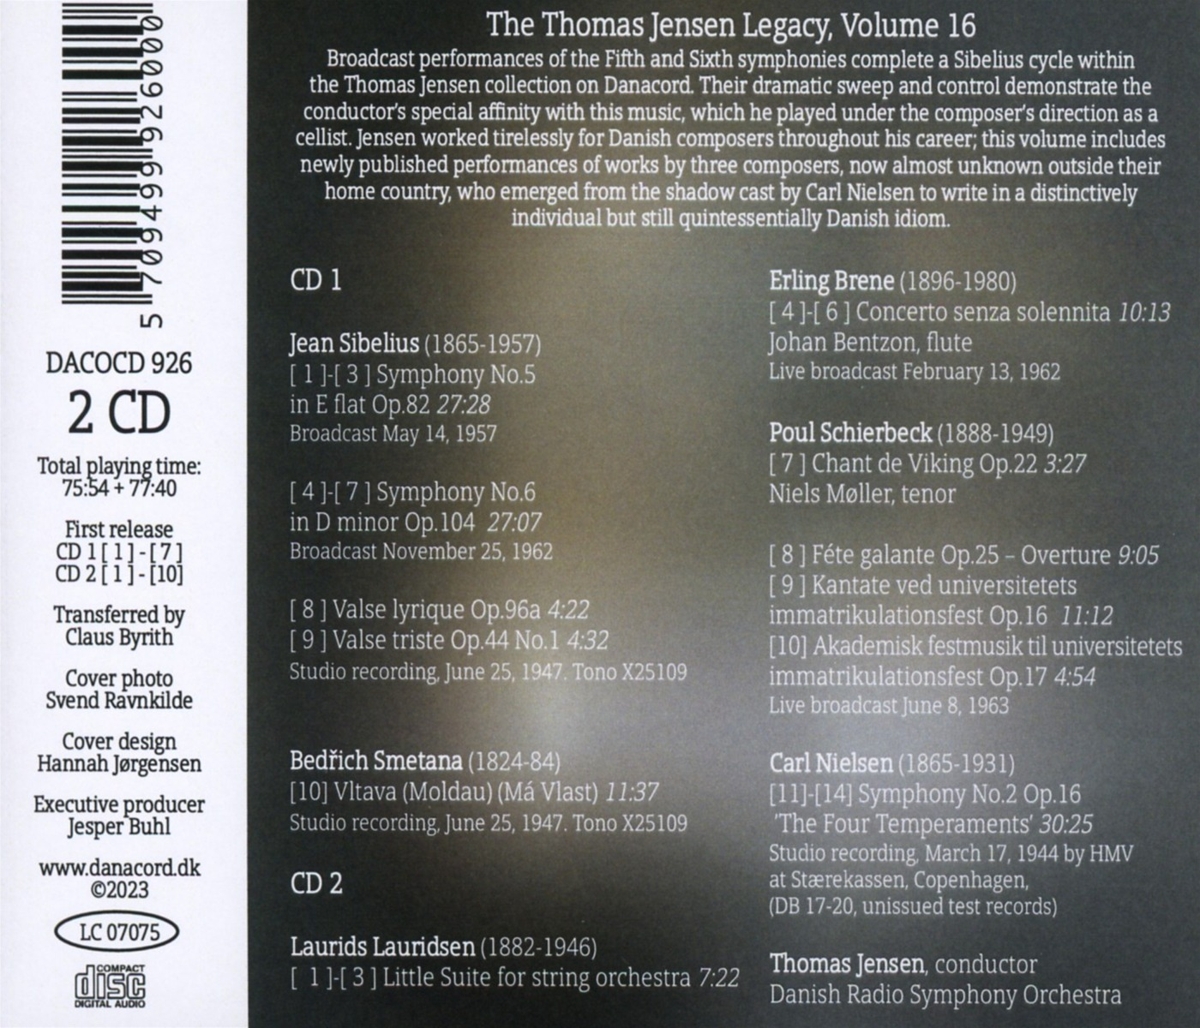 5 709499 926000
DACOCD 926
2 CD
Total playing time:
75:54 + 77:40
First release
CD 1 [ 1 ] - [ 7 ]
CD 2 [ 1 ] - [10]
Transferred by
Claus Byrith
Cover photo
Svend Ravnkilde
Cover design
Hannah Jørgensen
Executive producer
Jesper Buhl
www.danacord.dk
©2023
LC 07075
COMPACT
disc
DIGITAL AUDIO
The Thomas Jensen Legacy, Volume 16
Broadcast performances of the Fifth and Sixth symphonies complete a Sibelius cycle within
the Thomas Jensen collection on Danacord. Their dramatic sweep and control demonstrate the
conductor's special affinity with this music, which he played under the composer's direction as a
cellist. Jensen worked tirelessly for Danish composers throughout his career; this volume includes
newly published performances of works by three composers, now almost unknown outside their
home country, who emerged from the shadow cast by Carl Nielsen to write in a distinctively
individual but still quintessentially Danish idiom.
CD 1
Jean Sibelius (1865-1957)
[ 1 ]-[ 3 ] Symphony No.5
in E flat Op.82 27:28
Broadcast May 14, 1957
[ 4 ]-[ 7 ] Symphony No.6
in D minor Op.104 27:07
Broadcast November 25, 1962
[ 8 ] Valse lyrique Op.96a 4:22
[ 9 ] Valse triste Op.44 No.1 4:32
Studio recording, June 25, 1947. Tono X25109
Bedřich Smetana (1824-84)
[10] Vltava (Moldau) (Má Vlast) 11:37
Studio recording, June 25, 1947. Tono X25109
CD 2
Laurids Lauridsen (1882-1946)
[ 1 ]-[ 3 ] Little Suite for string orchestra 7:22
Erling Brene (1896-1980)
[ 4 ]-[ 6 ] Concerto senza solennita 10:13
Johan Bentzon, flute
Live broadcast February 13, 1962
Poul Schierbeck (1888-1949)
[ 7 ] Chant de Viking Op.22 3:27
Niels Møller, tenor
[ 8 ] Féte galante Op.25 – Overture 9:05
[ 9 ] Kantate ved universitetets
immatrikulationsfest Op.16 11:12
[10] Akademisk festmusik til universitetets
immatrikulationsfest Op.17 4:54
Live broadcast June 8, 1963
Carl Nielsen (1865-1931)
[11]-[14] Symphony No.2 Op.16
'The Four Temperaments' 30:25
Studio recording, March 17, 1944 by HMV
at Stærekassen, Copenhagen,
(DB 17-20, unissued test records)
Thomas Jensen, conductor
Danish Radio Symphony Orchestra